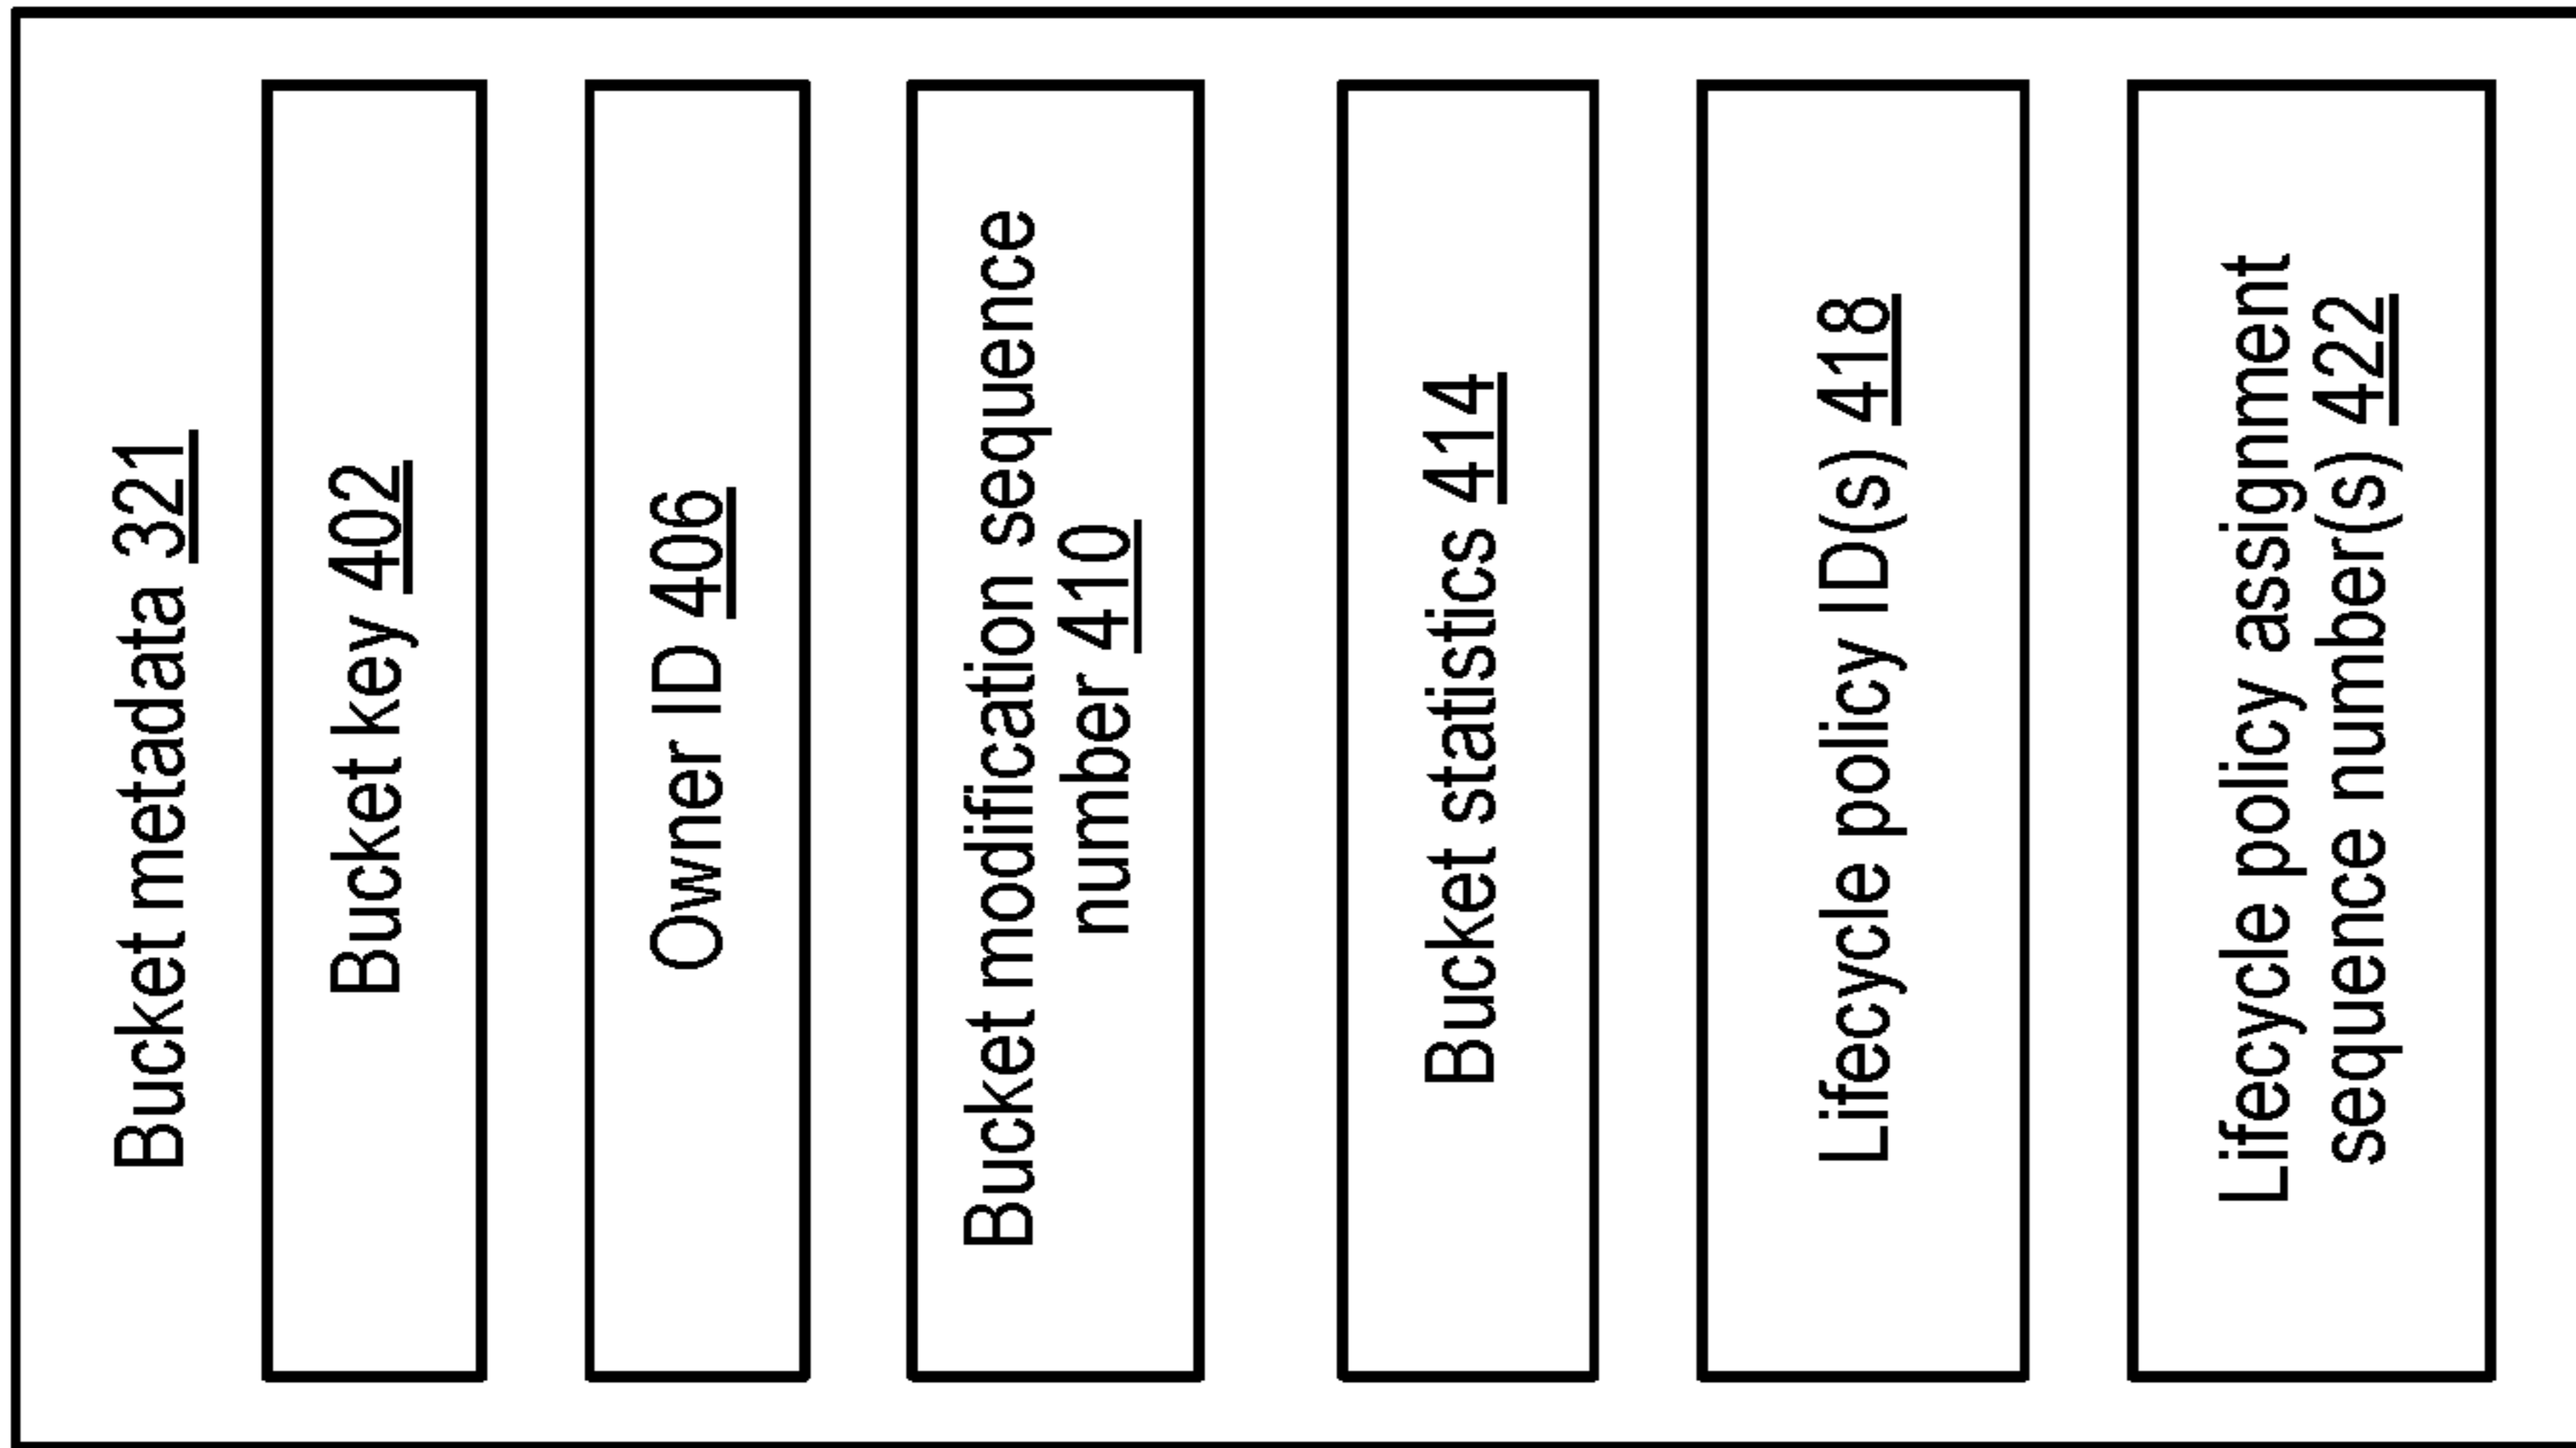 Bucket metadata 321
Bucket key 402
Owner ID 406
Bucket modification sequence
number 410
Bucket statistics 414
Lifecycle policy ID(s) 418
Lifecycle policy assignment
sequence number(s) 422